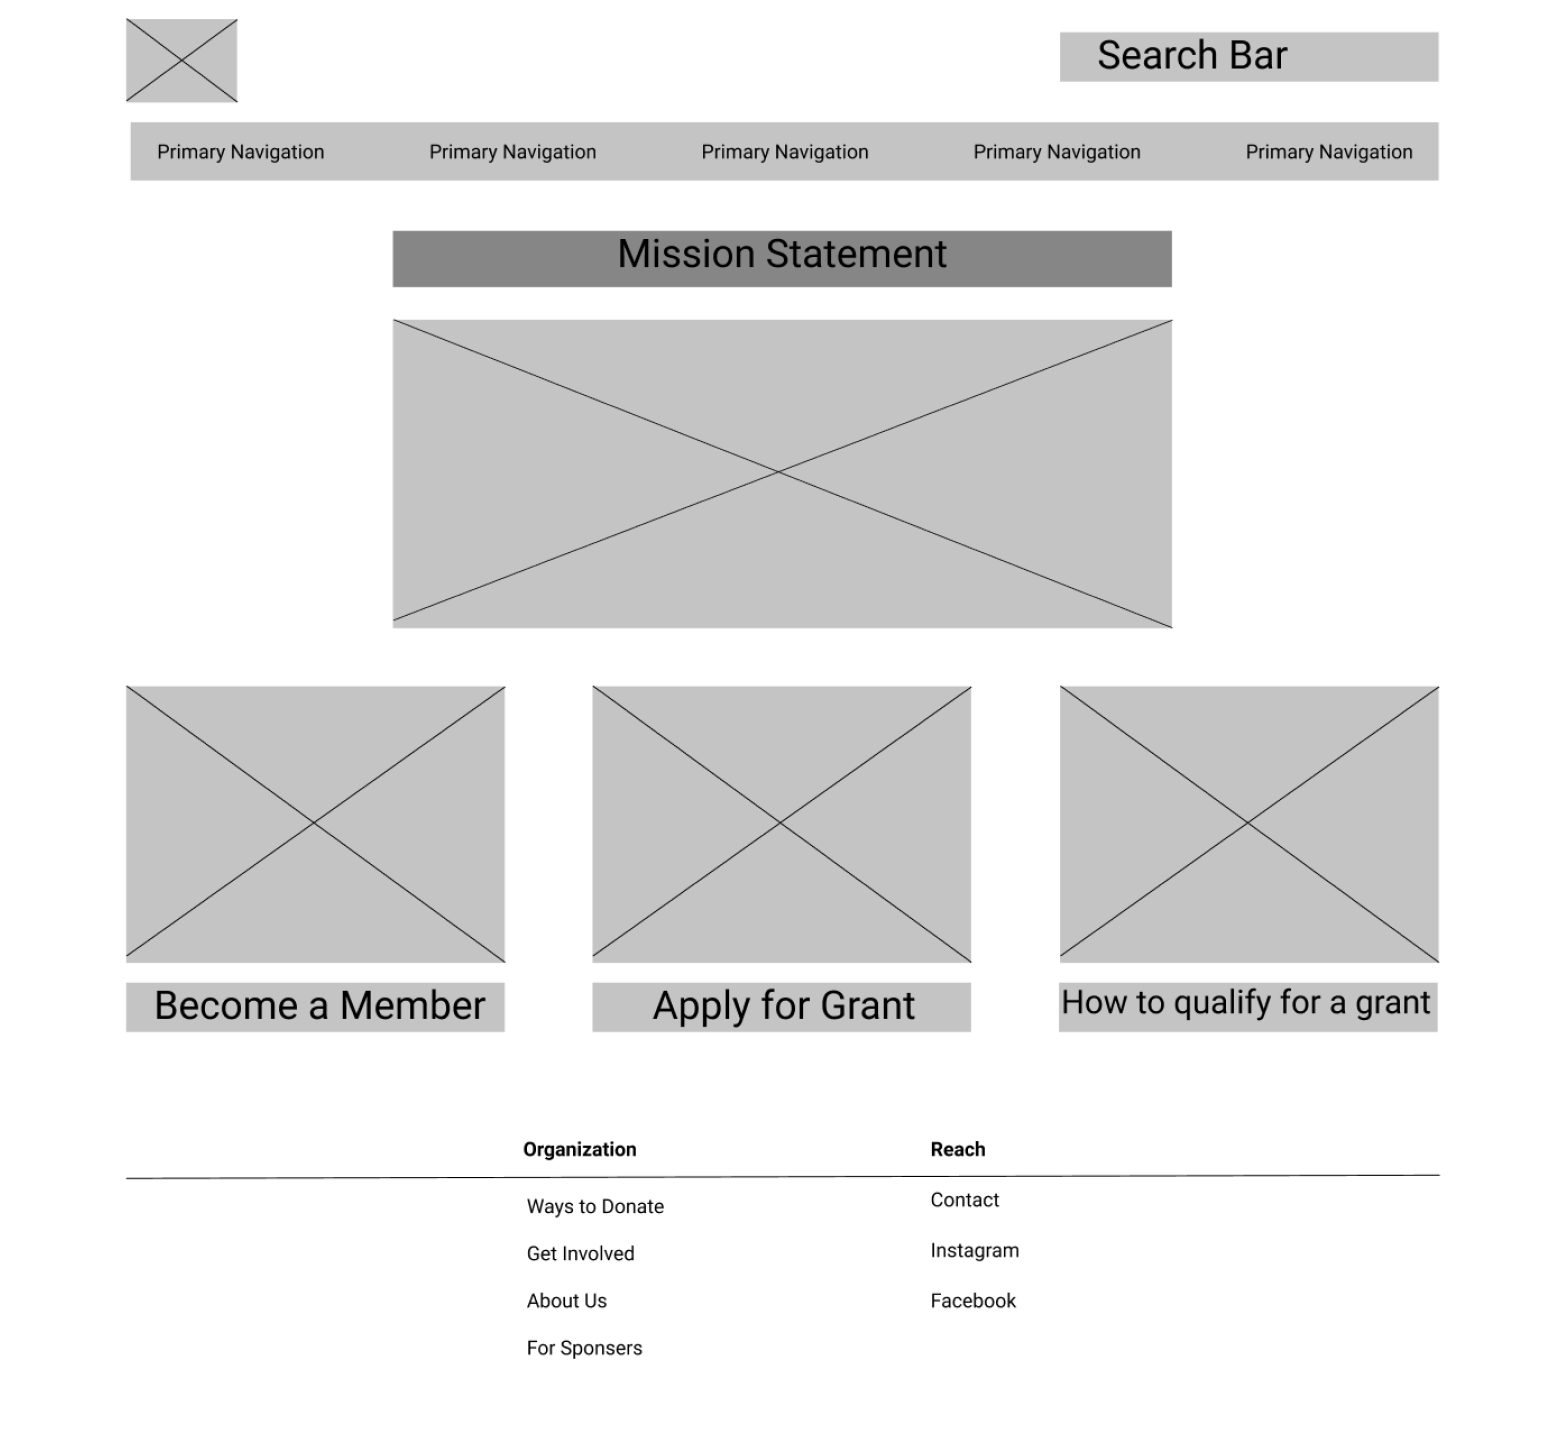 Search Bar
Primary Navigation Primary Navigation Primary Navigation Primary Navigation Primary Navigation
Mission Statement
Become a Member
Apply for Grant
How to qualify for a grant
Organization
Ways to Donate
Get Involved
About Us
For Sponsers
Reach
Contact
Instagram
Facebook